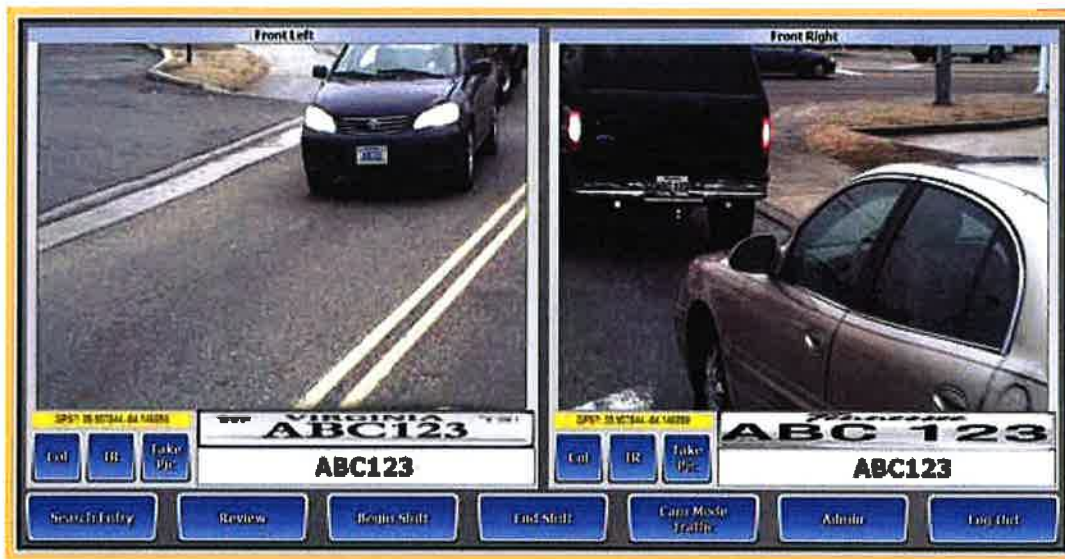 Front Left
Front Right
VIRGINIA
ABC123
Tennessee
ABC 123
Col
IR
Take Pic
ABC123
Col
IR
Take Pic
ABC123
Search Entry
Review
Begin Shift
End Shift
Cam Mode Traffic
Admin
Log Out